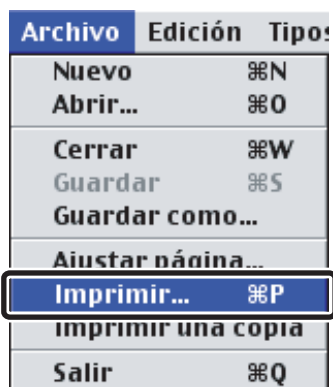 Archivo Edición Tipos
Nuevo ⌘N
Abrir... ⌘O
Cerrar ⌘W
Guardar ⌘S
Guardar como...
Ajustar página...
Imprimir... ⌘P
Imprimir una copia
Salir ⌘Q